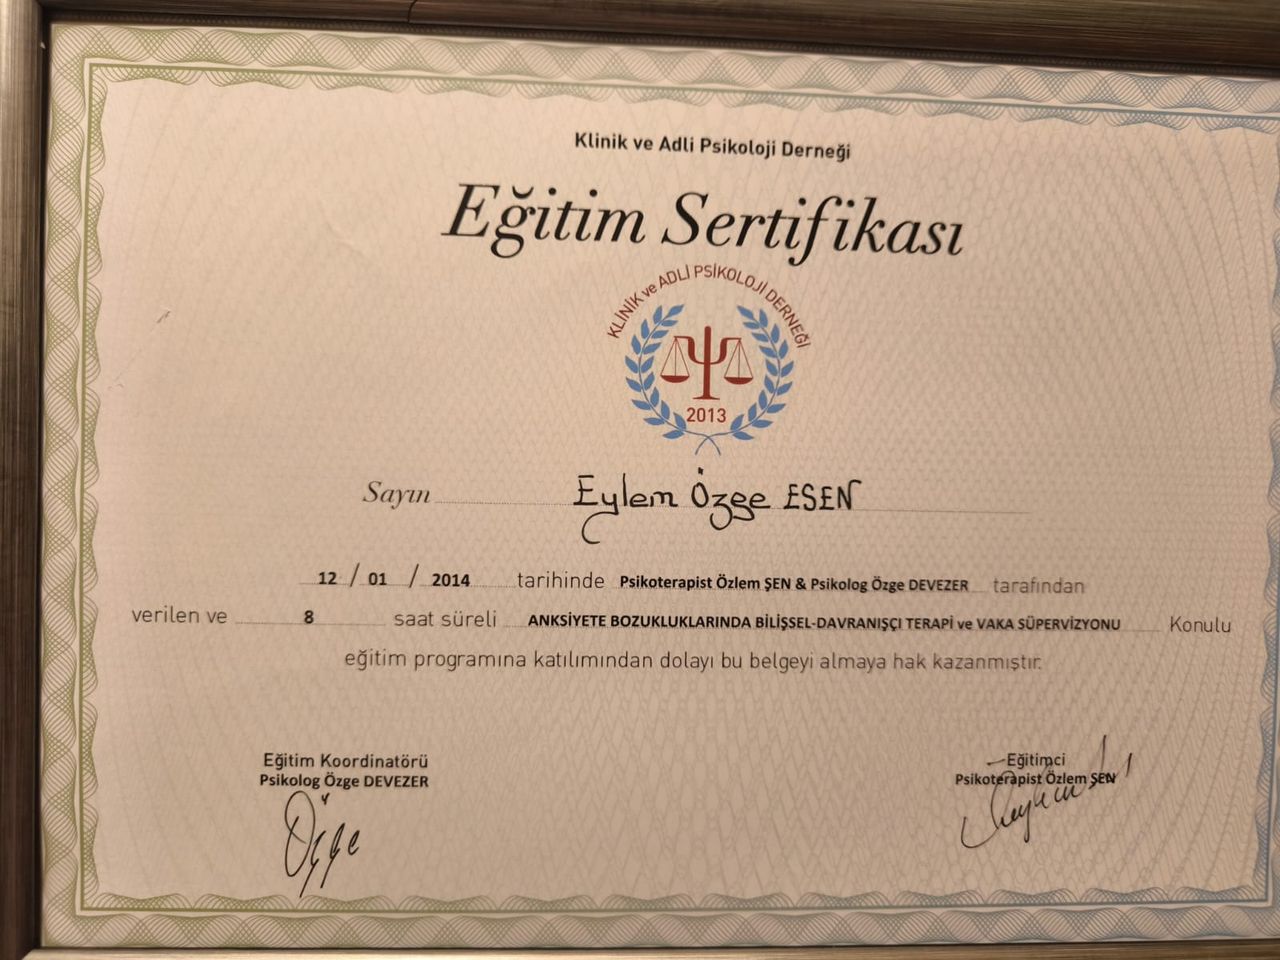 Klinik ve Adli Psikoloji Derneği
Eğitim Sertifikası
KLİNİK ve ADLİ PSİKOLOJİ DERNEĞİ
2013
Sayın Eylem Özge ESEN
12 / 01 / 2014 tarihinde Psikoterapist Özlem ŞEN & Psikolog Özge DEVEZER tarafından
verilen ve 8 saat süreli ANKSİYETE BOZUKLUKLARINDA BİLİŞSEL-DAVRANIŞÇI TERAPİ ve VAKA SÜPERVİZYONU Konulu
eğitim programına katılımından dolayı bu belgeyi almaya hak kazanmıştır.
Eğitim Koordinatörü
Psikolog Özge DEVEZER
Özge
Eğitimci
Psikoterapist Özlem ŞEN